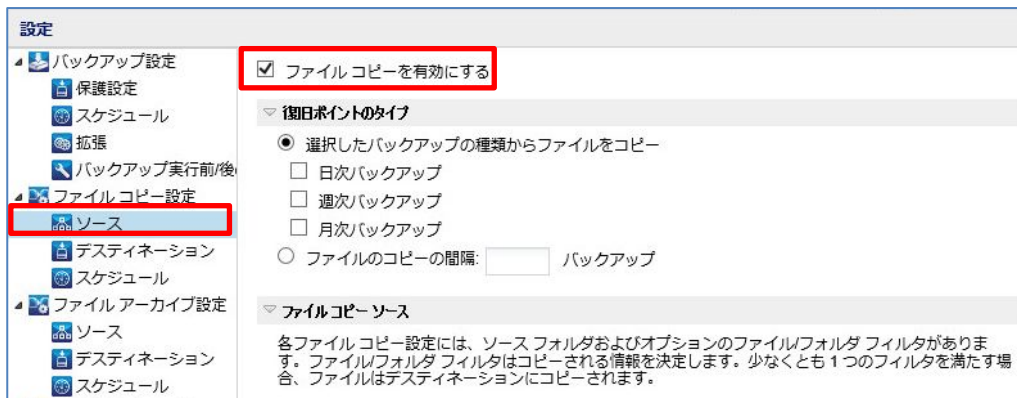 設定
バックアップ設定
保護設定
スケジュール
拡張
バックアップ実行前/後
ファイル コピー設定
ソース
デスティネーション
スケジュール
ファイル アーカイブ設定
ソース
デスティネーション
スケジュール
ファイル コピーを有効にする
復旧ポイントのタイプ
選択したバックアップの種類からファイルをコピー
日次バックアップ
週次バックアップ
月次バックアップ
ファイルのコピーの間隔: バックアップ
ファイル コピー ソース
各ファイル コピー設定には、ソース フォルダおよびオプションのファイル/フォルダ フィルタがありま
す。ファイル/フォルダ フィルタはコピーされる情報を決定します。少なくとも 1 つのフィルタを満たす場
合、ファイルはデスティネーションにコピーされます。